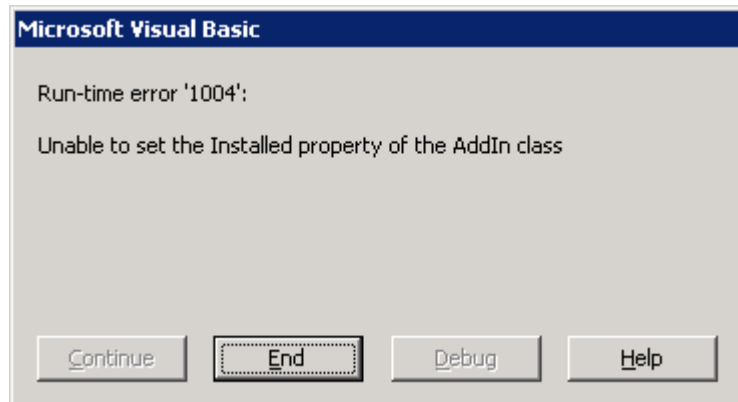 Microsoft Visual Basic
Run-time error '1004':
Unable to set the Installed property of the AddIn class
Continue End Debug Help